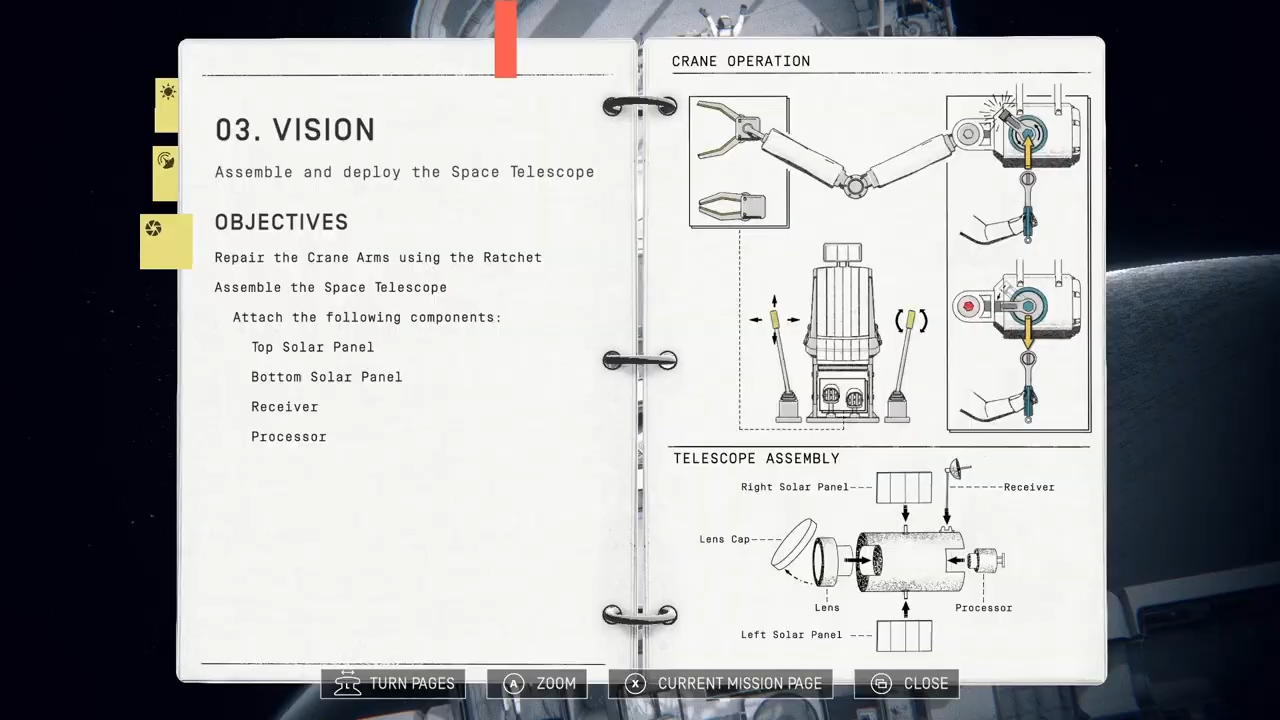 03. VISION
Assemble and deploy the Space Telescope
OBJECTIVES
Repair the Crane Arms using the Ratchet
Assemble the Space Telescope
Attach the following components:
Top Solar Panel
Bottom Solar Panel
Receiver
Processor
CRANE OPERATION
TELESCOPE ASSEMBLY
Right Solar Panel
Receiver
Lens Cap
Lens
Processor
Left Solar Panel
L TURN PAGES
A ZOOM
X CURRENT MISSION PAGE
CLOSE